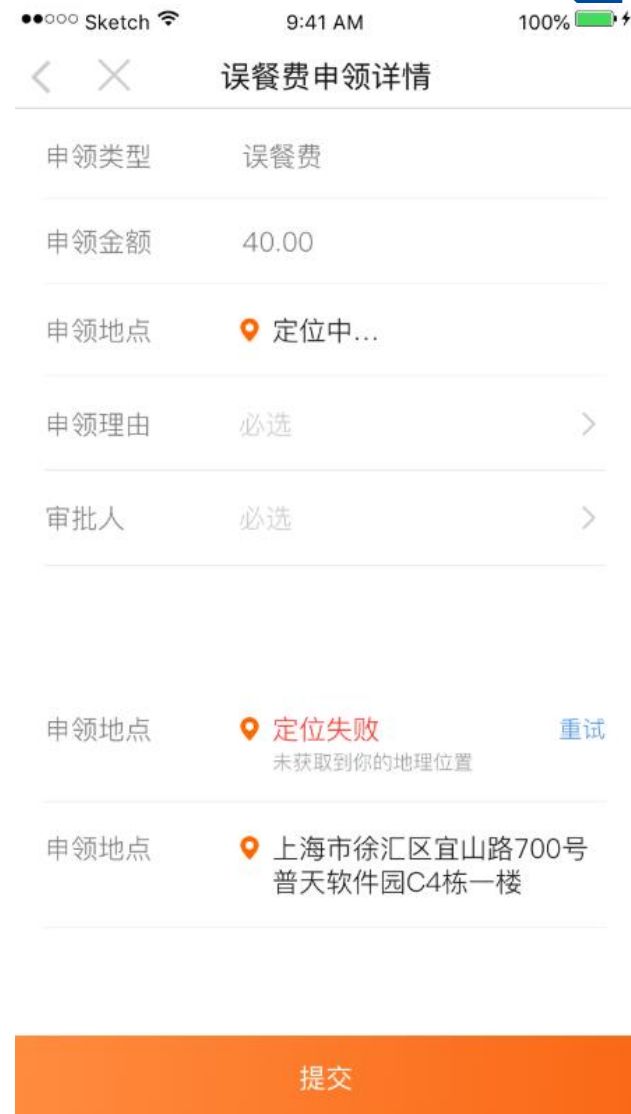 Sketch 9:41 AM 100%
误餐费申领详情
申领类型 误餐费
申领金额 40.00
申领地点 定位中...
申领理由 必选
审批人 必选
申领地点 定位失败 重试
未获取到你的地理位置
申领地点 上海市徐汇区宜山路700号
普天软件园C4栋一楼
提交